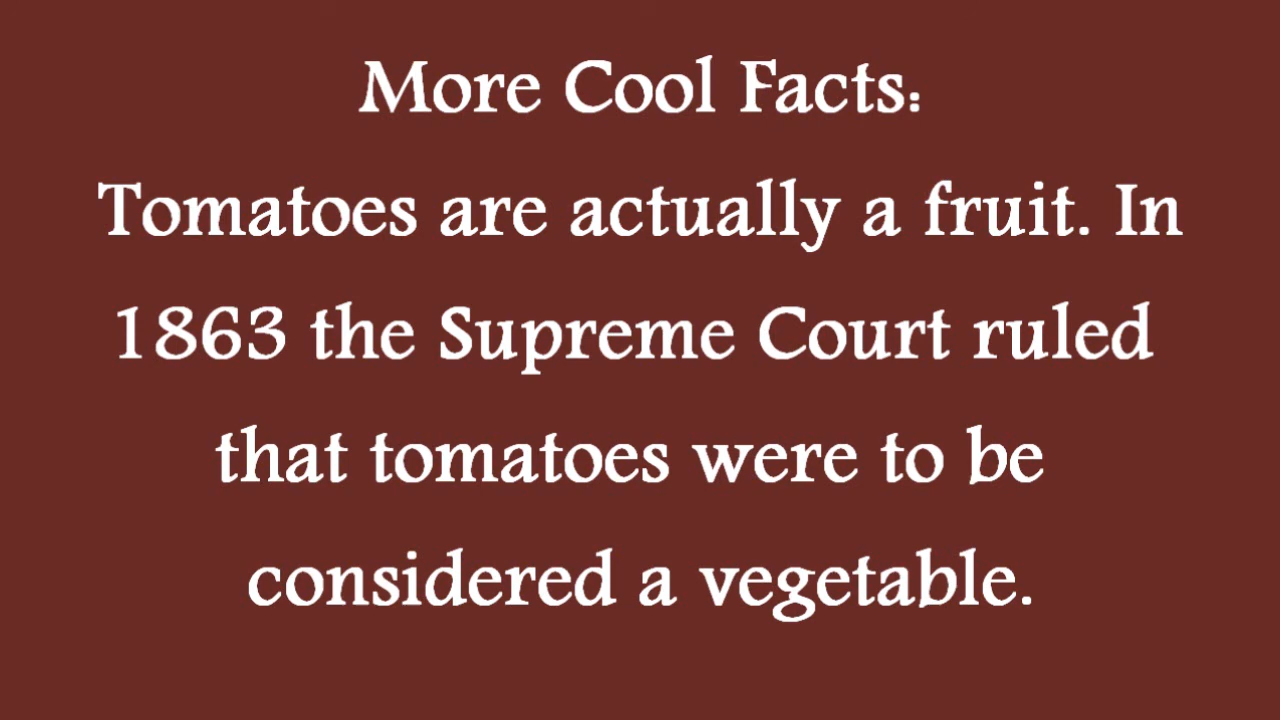 More Cool Facts:
Tomatoes are actually a fruit. In
1863 the Supreme Court ruled
that tomatoes were to be
considered a vegetable.